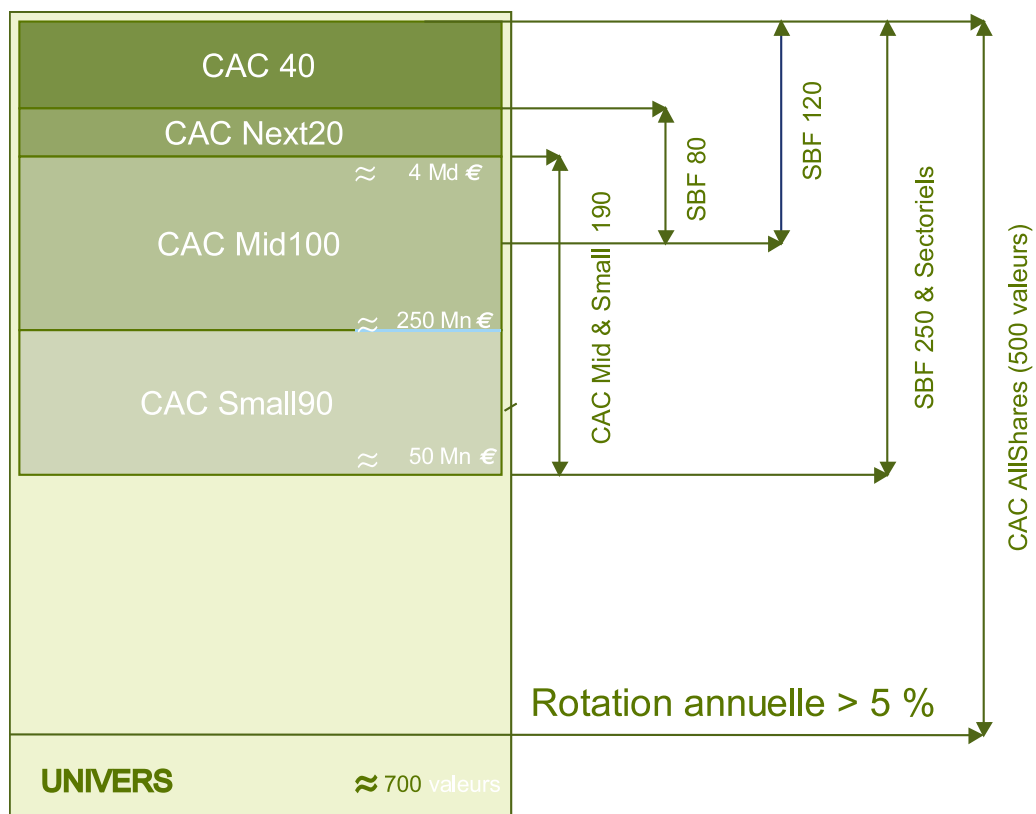 CAC 40
CAC Next20
≈ 4 Md €
CAC Mid100
≈ 250 Mn €
CAC Small90
≈ 50 Mn €
CAC Mid & Small 190
SBF 80
SBF 120
SBF 250 & Sectoriels
CAC AllShares (500 valeurs)
Rotation annuelle > 5 %
UNIVERS ≈ 700 valeurs